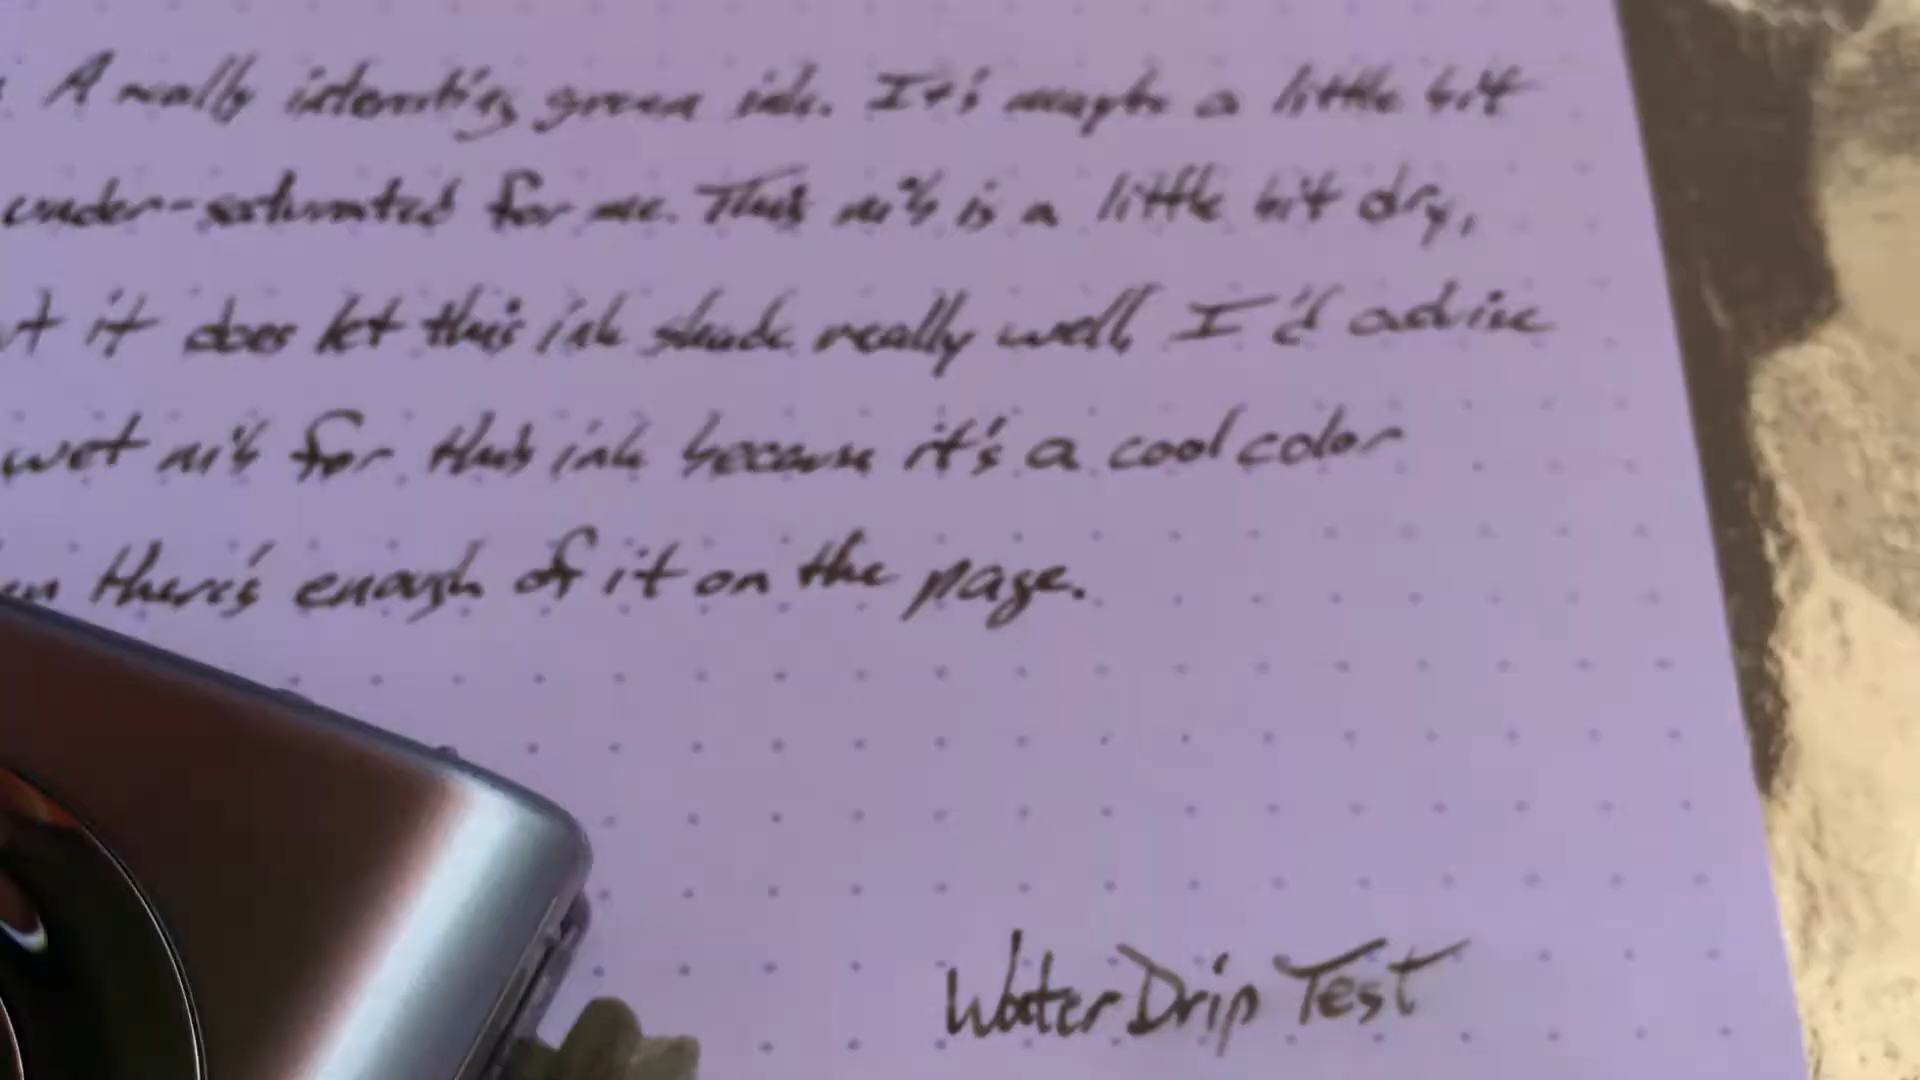 A really interesting green ink. It's maybe a little bit
under-saturated for me. This nib is a little bit dry,
it does let this ink shade really well I'd advise
wet nib for this ink because it's a cool color
there's enough of it on the page.
Water Drip Test